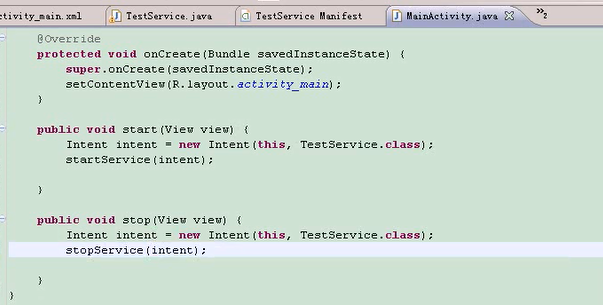 ctivity_main.xml TestService.java TestService Manifest MainActivity.java 2
@Override
protected void onCreate(Bundle savedInstanceState) {
super.onCreate(savedInstanceState);
setContentView(R.layout.activity_main);
}
public void start(View view) {
Intent intent = new Intent(this, TestService.class);
startService(intent);
}
public void stop(View view) {
Intent intent = new Intent(this, TestService.class);
stopService(intent);
}
}